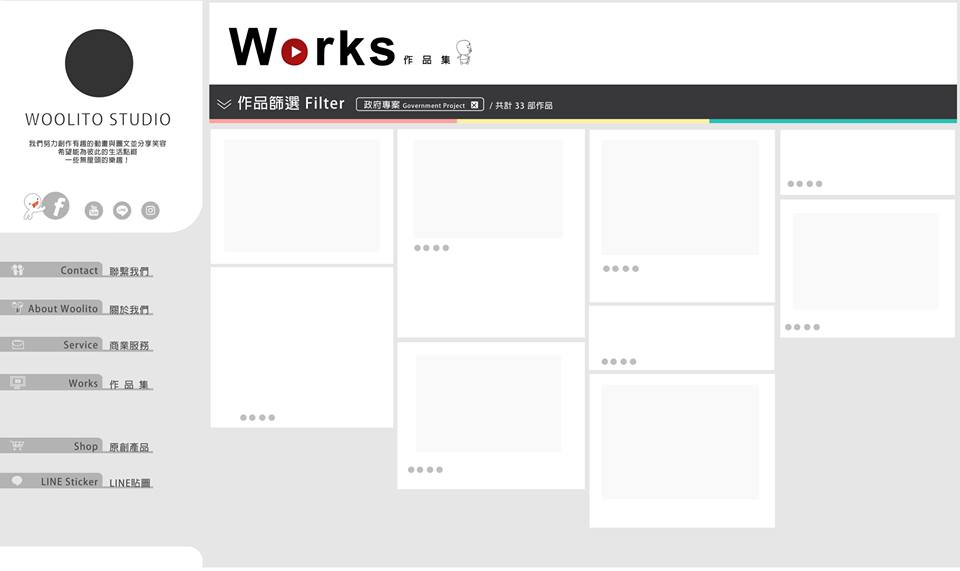 WOOLITO STUDIO
我們努力創作有趣的動畫與圖文並分享笑容
希望能為彼此的生活點綴
一些無厘頭的樂趣！
f
You Tube
LINE
Contact 聯繫我們
About Woolito 關於我們
Service 商業服務
Works 作品集
Shop 原創產品
LINE Sticker LINE貼圖
Works 作品集
作品篩選 Filter 政府專案 Government Project x / 共計 33 部作品